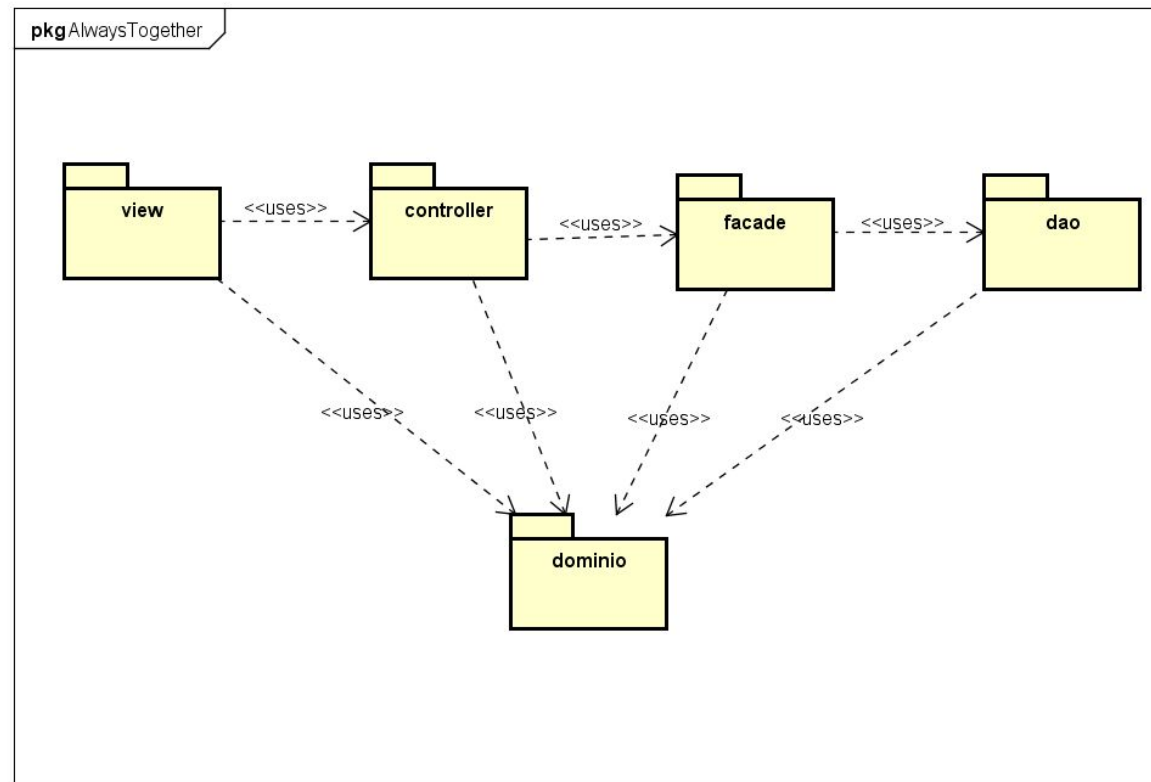 pkg AlwaysTogether
view
<<uses>>
controller
<<uses>>
facade
<<uses>>
dao
<<uses>>
<<uses>>
<<uses>>
<<uses>>
dominio